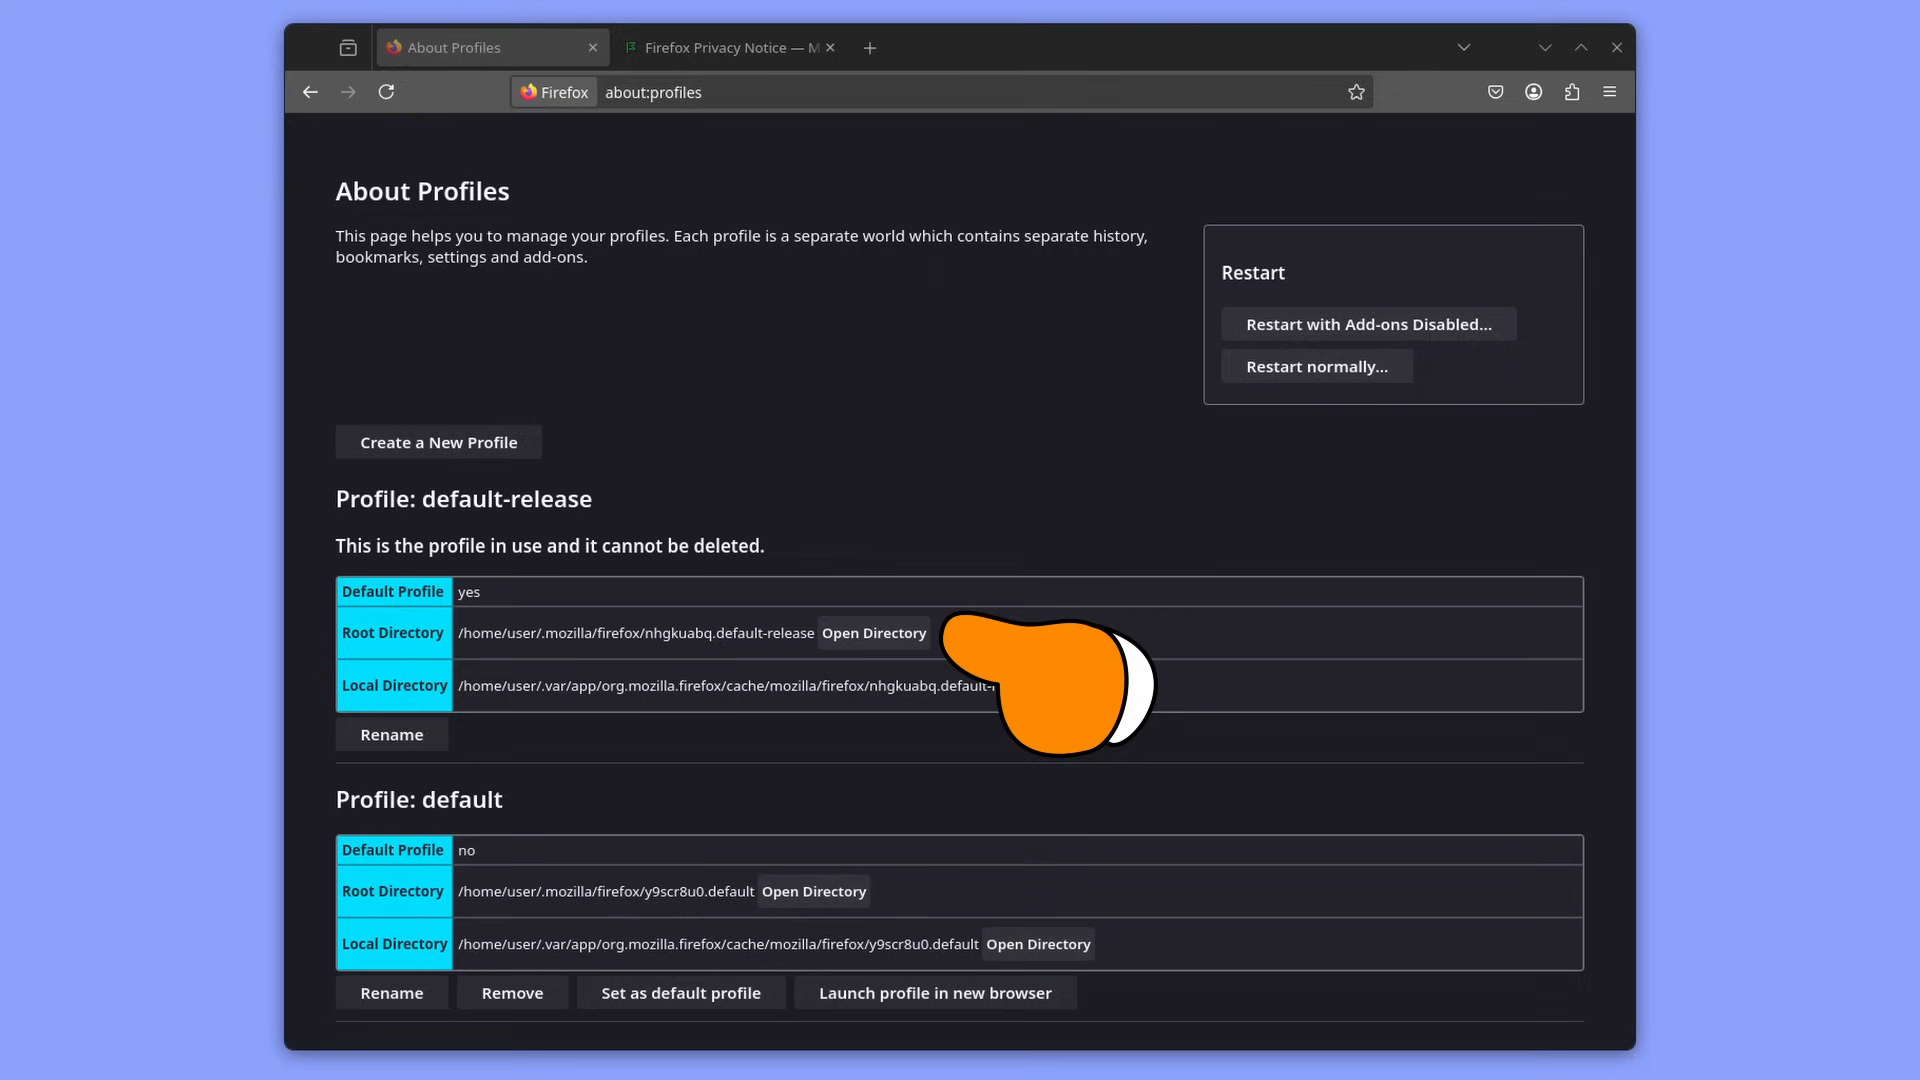 About Profiles
Firefox Privacy Notice — M
Firefox about:profiles
About Profiles
This page helps you to manage your profiles. Each profile is a separate world which contains separate history,
bookmarks, settings and add-ons.
Restart
Restart with Add-ons Disabled...
Restart normally...
Create a New Profile
Profile: default-release
This is the profile in use and it cannot be deleted.
Default Profile yes
Root Directory /home/user/.mozilla/firefox/nhgkuabq.default-release Open Directory
Local Directory /home/user/.var/app/org.mozilla.firefox/cache/mozilla/firefox/nhgkuabq.default-
Rename
Profile: default
Default Profile no
Root Directory /home/user/.mozilla/firefox/y9scr8u0.default Open Directory
Local Directory /home/user/.var/app/org.mozilla.firefox/cache/mozilla/firefox/y9scr8u0.default Open Directory
Rename Remove Set as default profile Launch profile in new browser